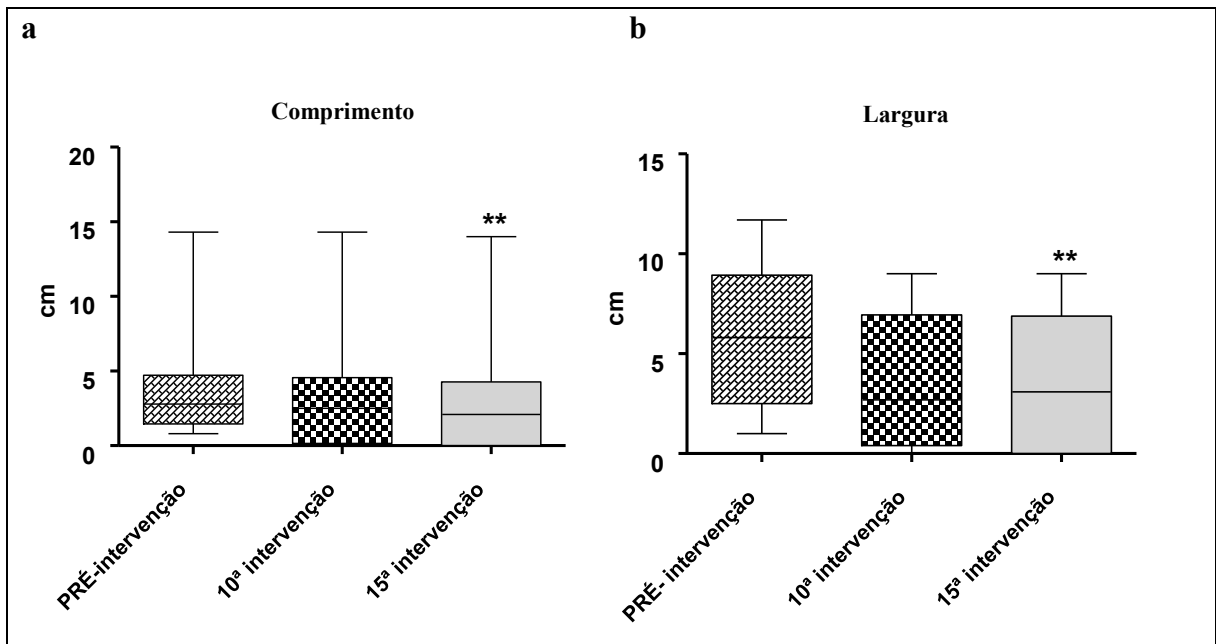 a
Comprimento
20
15
10
5
0
cm
**
PRÉ-intervenção
10ª intervenção
15ª intervenção
b
Largura
15
10
5
0
cm
**
PRÉ- intervenção
10ª intervenção
15ª intervenção